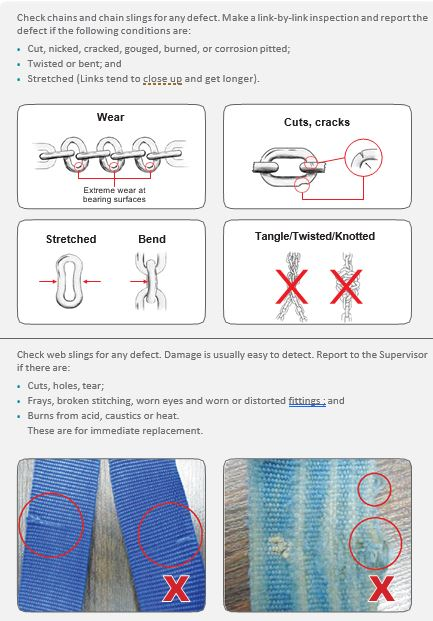 Check chains and chain slings for any defect. Make a link-by-link inspection and report the
defect if the following conditions are:
• Cut, nicked, cracked, gouged, burned, or corrosion pitted;
• Twisted or bent; and
• Stretched (Links tend to close up and get longer).
Wear
Extreme wear at
bearing surfaces
Cuts, cracks
Stretched
Bend
Tangle/Twisted/Knotted
Check web slings for any defect. Damage is usually easy to detect. Report to the Supervisor
if there are:
• Cuts, holes, tear;
• Frays, broken stitching, worn eyes and worn or distorted fittings ; and
• Burns from acid, caustics or heat.
These are for immediate replacement.
X
X